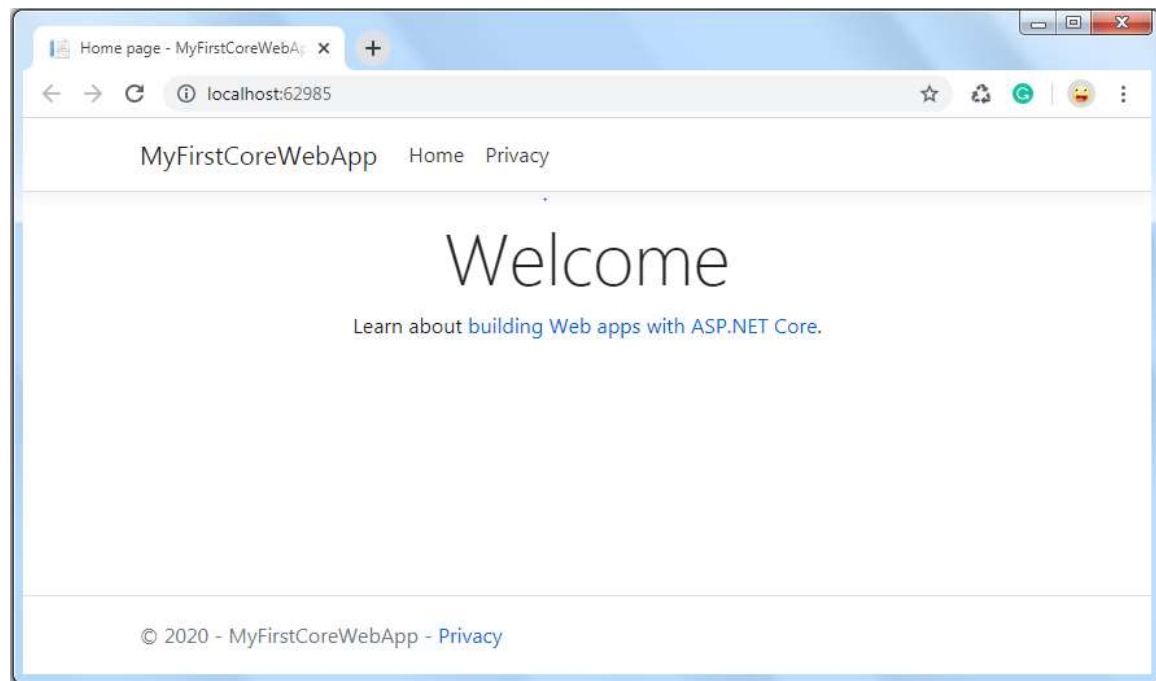 Home page - MyFirstCoreWebAp
localhost:62985
MyFirstCoreWebApp Home Privacy
Welcome
Learn about building Web apps with ASP.NET Core.
© 2020 - MyFirstCoreWebApp - Privacy